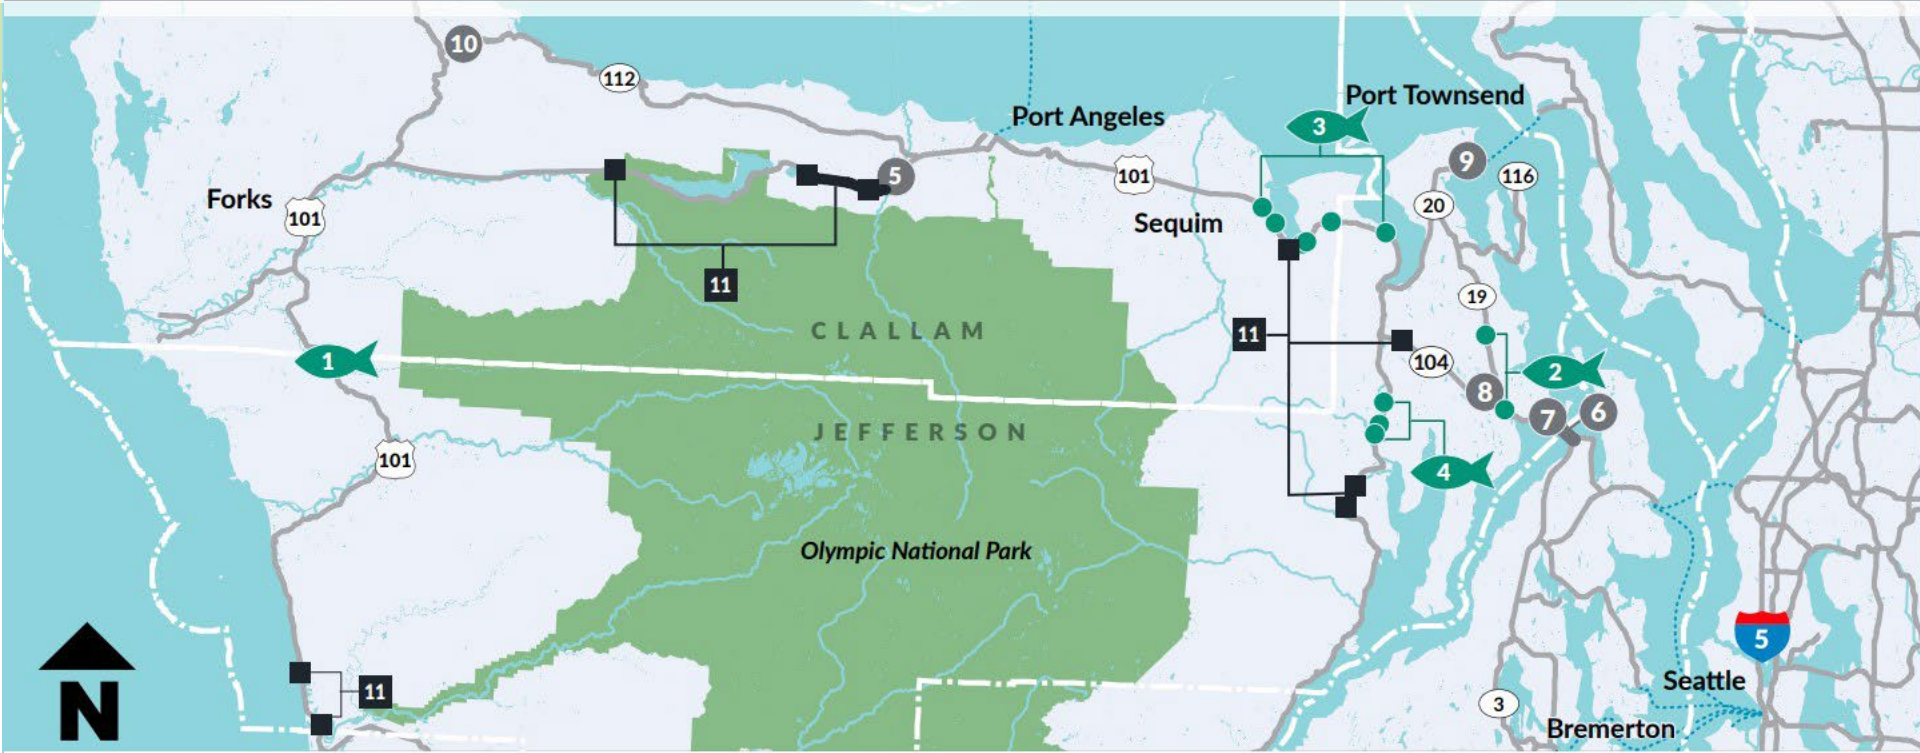 10
112
Port Townsend
Port Angeles
3
9
101
5
116
Forks
20
101
Sequim
11
19
CLALLAM
11
1
104
2
8
7
6
JEFFERSON
101
4
Olympic National Park
5
Seattle
11
N
3
Bremerton